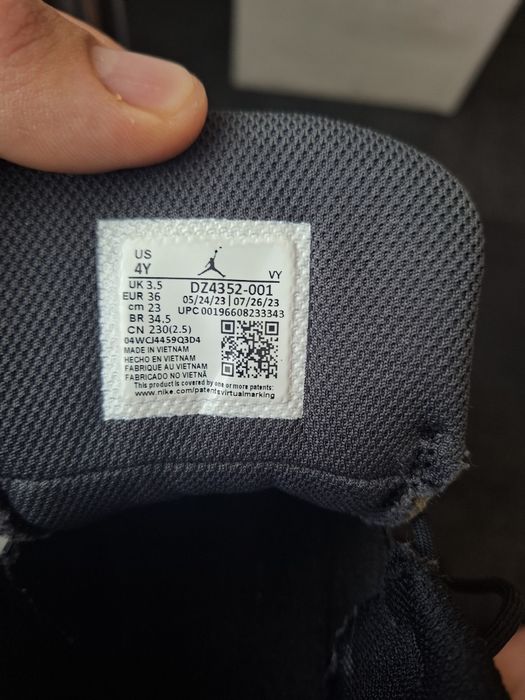 US
4Y
VY
UK 3.5
DZ4352-001
EUR 36
05/24/23 | 07/26/23
cm 23
UPC 00196608233343
BR 34.5
CN 230(2.5)
04WCJ4459Q3D4
MADE IN VIETNAM
HECHO EN VIETNAM
FABRIQUE AU VIETNAM
FABRICADO NO VIETNÃ
This product is covered by one or more patents:
www.nike.com/patentsvirtualmarking